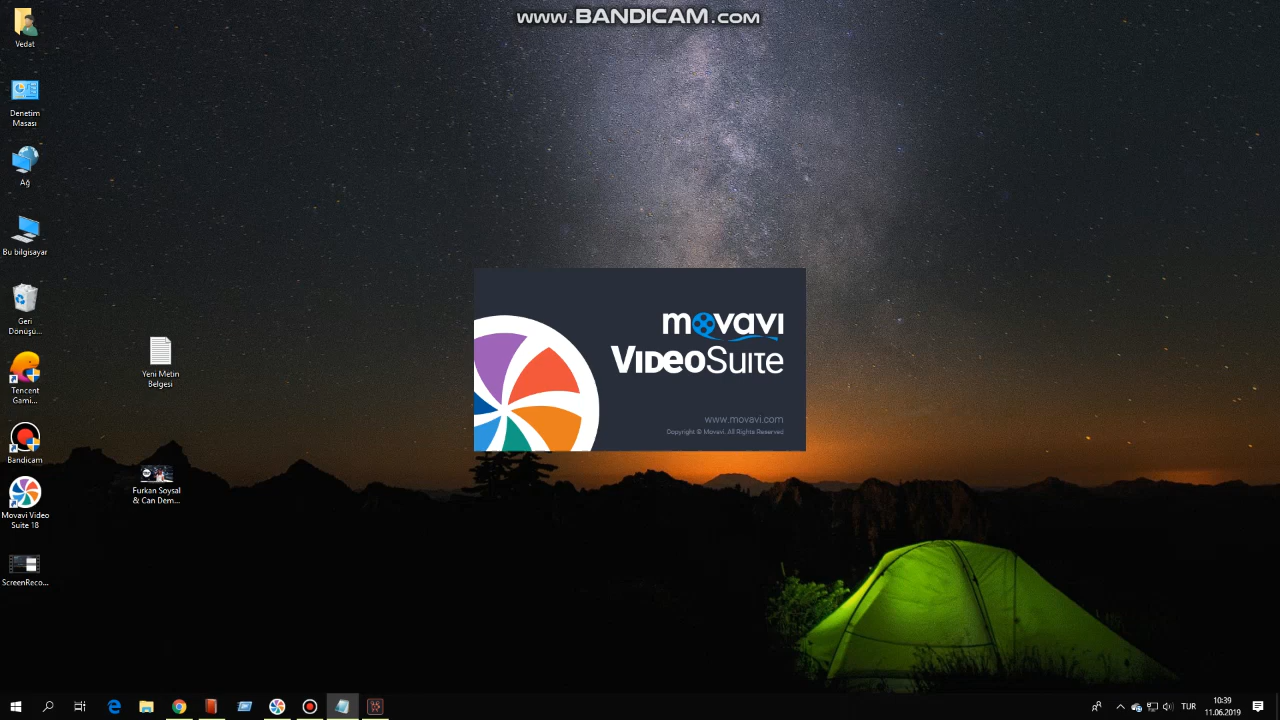 www.BANDICAM.com
Vedat
Denetim
Masası
Ağ
Bu bilgisayar
Geri
Dönüşü...
Tencent
Gami...
Bandicam
Movavi Video
Suite 18
ScreenReco...
Yeni Metin
Belgesi
Furkan Soysal
& Can Dem...
movavi
VIDEOSUITE
www.movavi.com
Copyright © Movavi. All Rights Reserved
TUR
10:39
11.06.2019